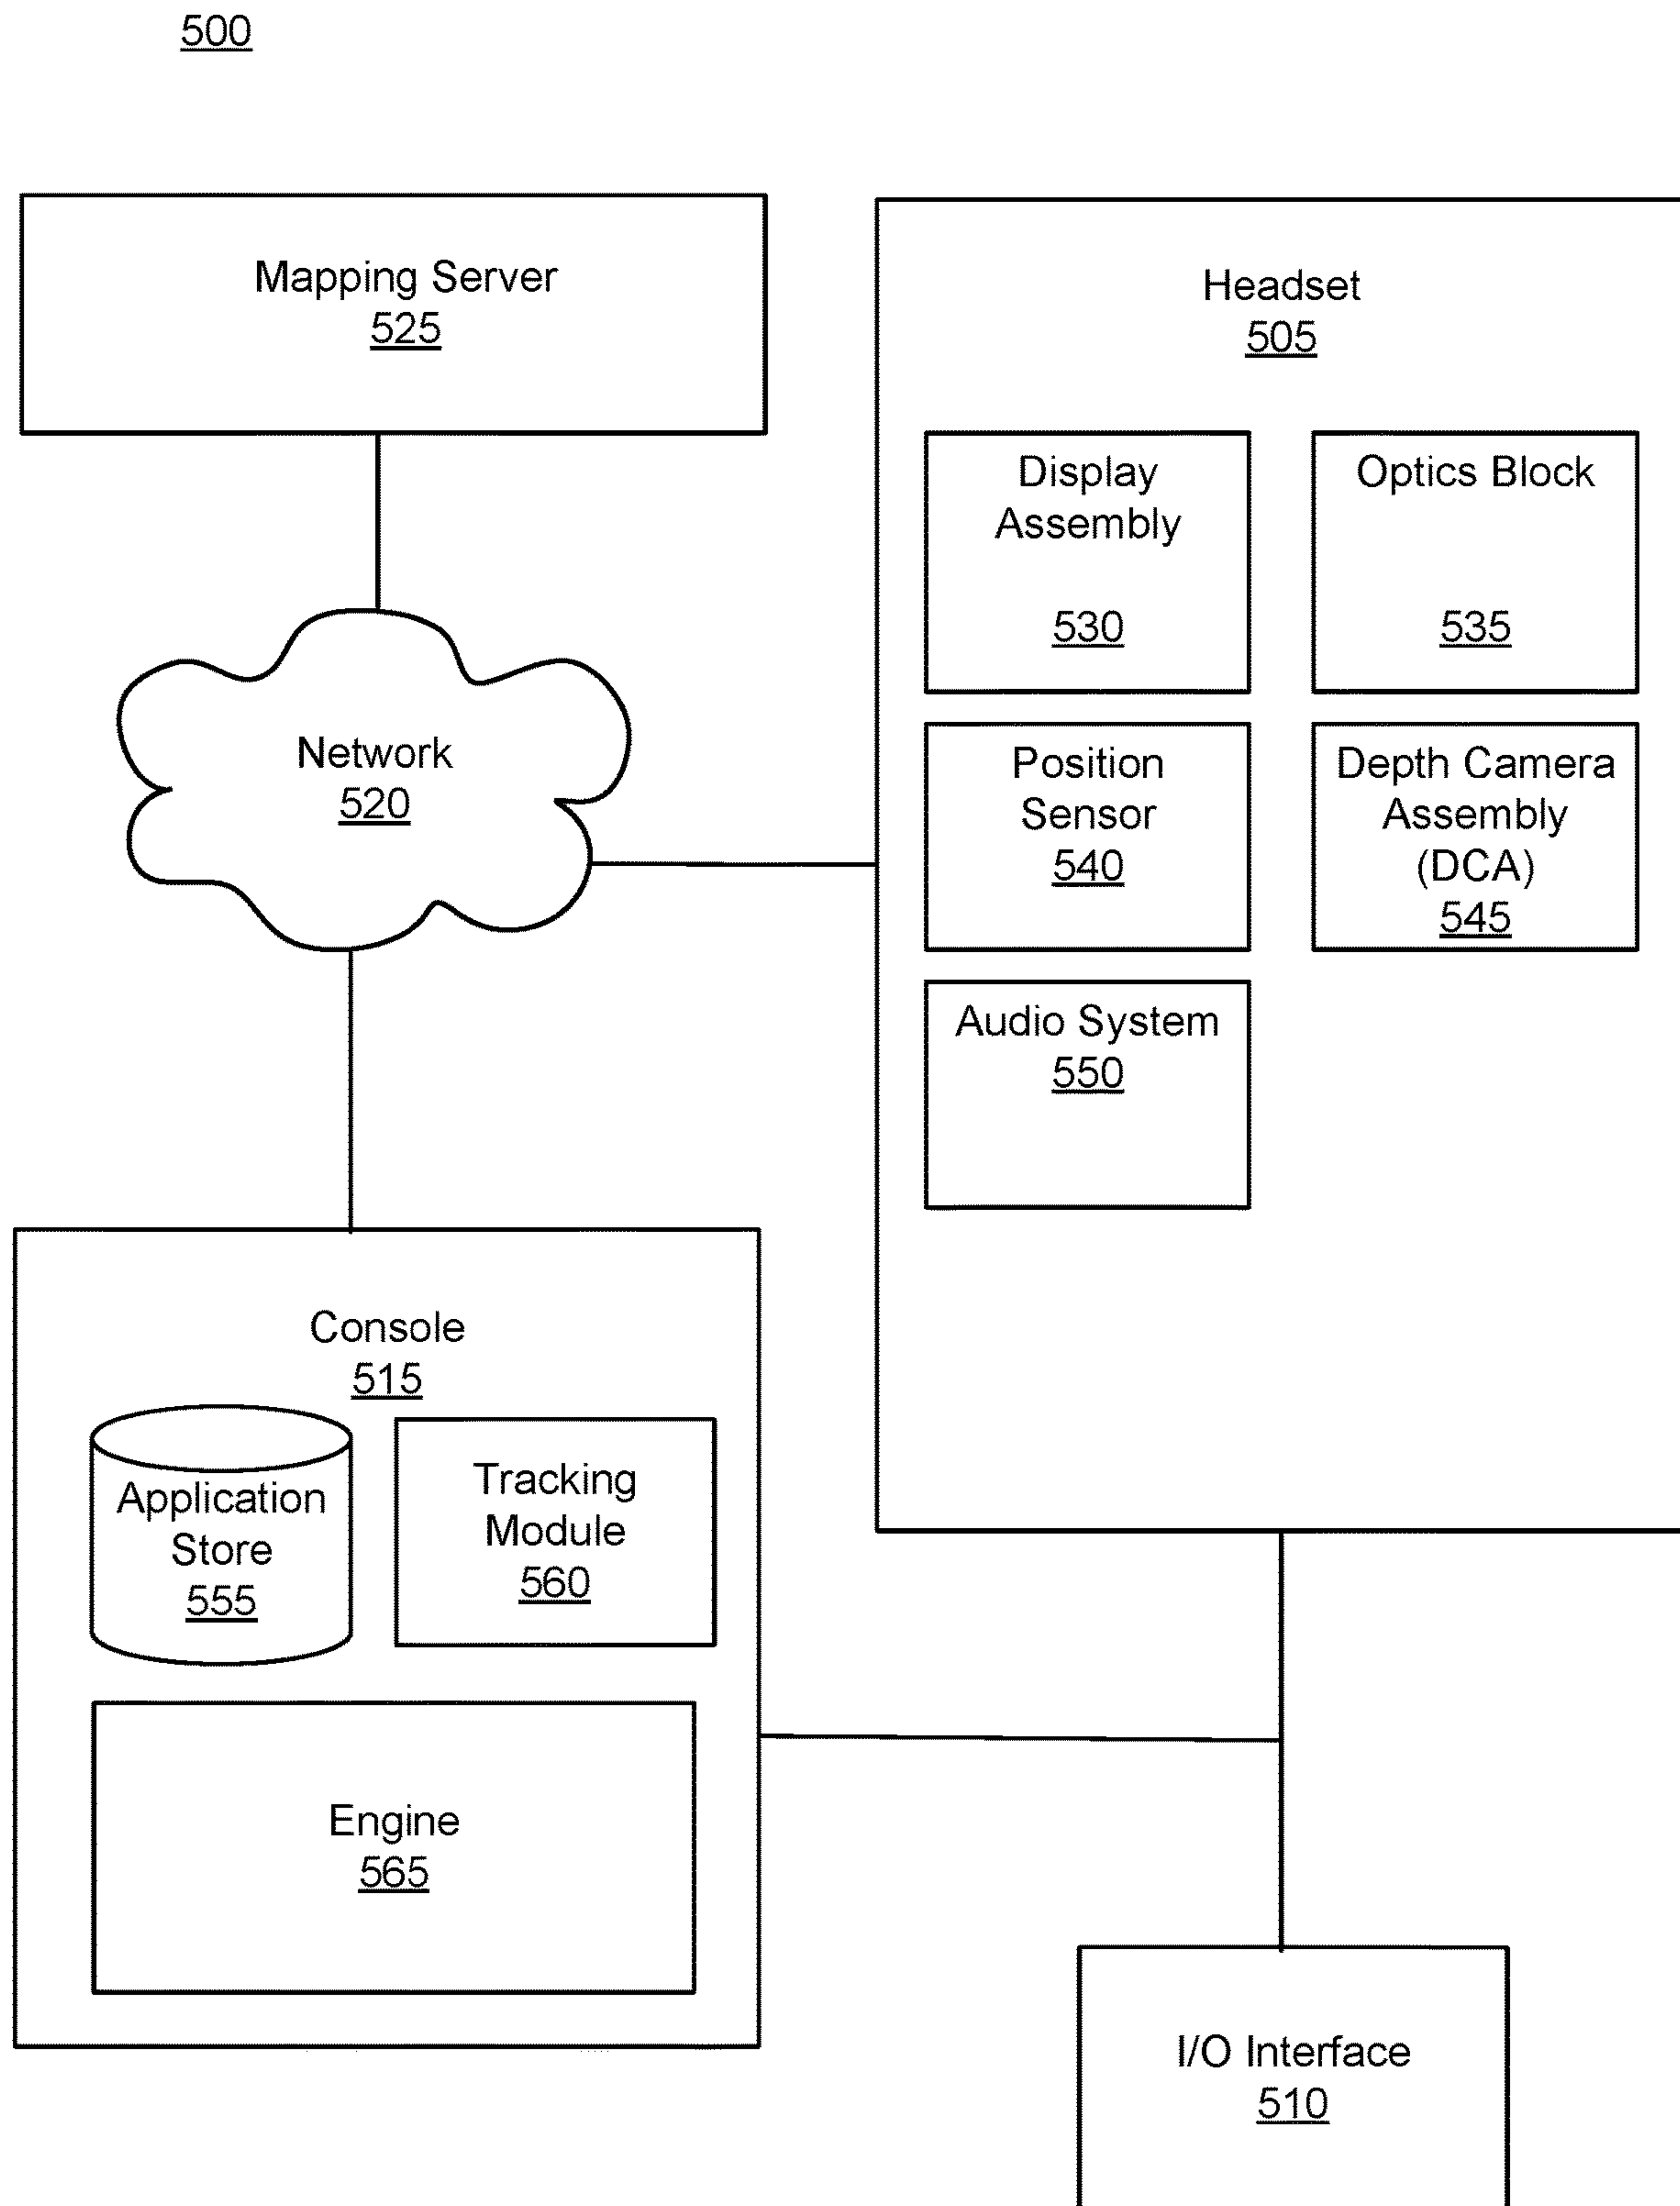 500
Mapping Server
525
Headset
505
Display
Assembly
530
Optics Block
535
Network
520
Position
Sensor
540
Depth Camera
Assembly
(DCA)
545
Audio System
550
Console
515
Application
Store
555
Tracking
Module
560
Engine
565
I/O Interface
510